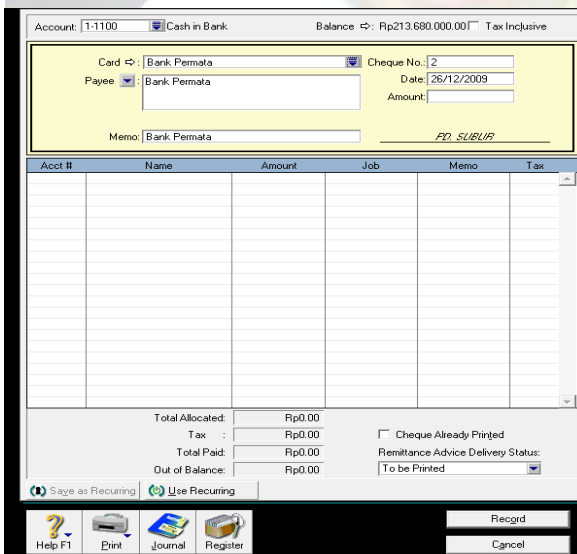 Account: 1-1100 Cash in Bank Balance ⇨: Rp213.680.000.00 Tax Inclusive
Card ⇨: Bank Permata Cheque No.: 2
Payee : Bank Permata Date: 26/12/2009
Amount:
Memo: Bank Permata PD. SUBUR
Acct # Name Amount Job Memo Tax
Total Allocated: Rp0.00
Tax : Rp0.00 Cheque Already Printed
Total Paid: Rp0.00 Remittance Advice Delivery Status:
Out of Balance: Rp0.00 To be Printed
Save as Recurring Use Recurring
Help F1 Print Journal Register
Record
Cancel